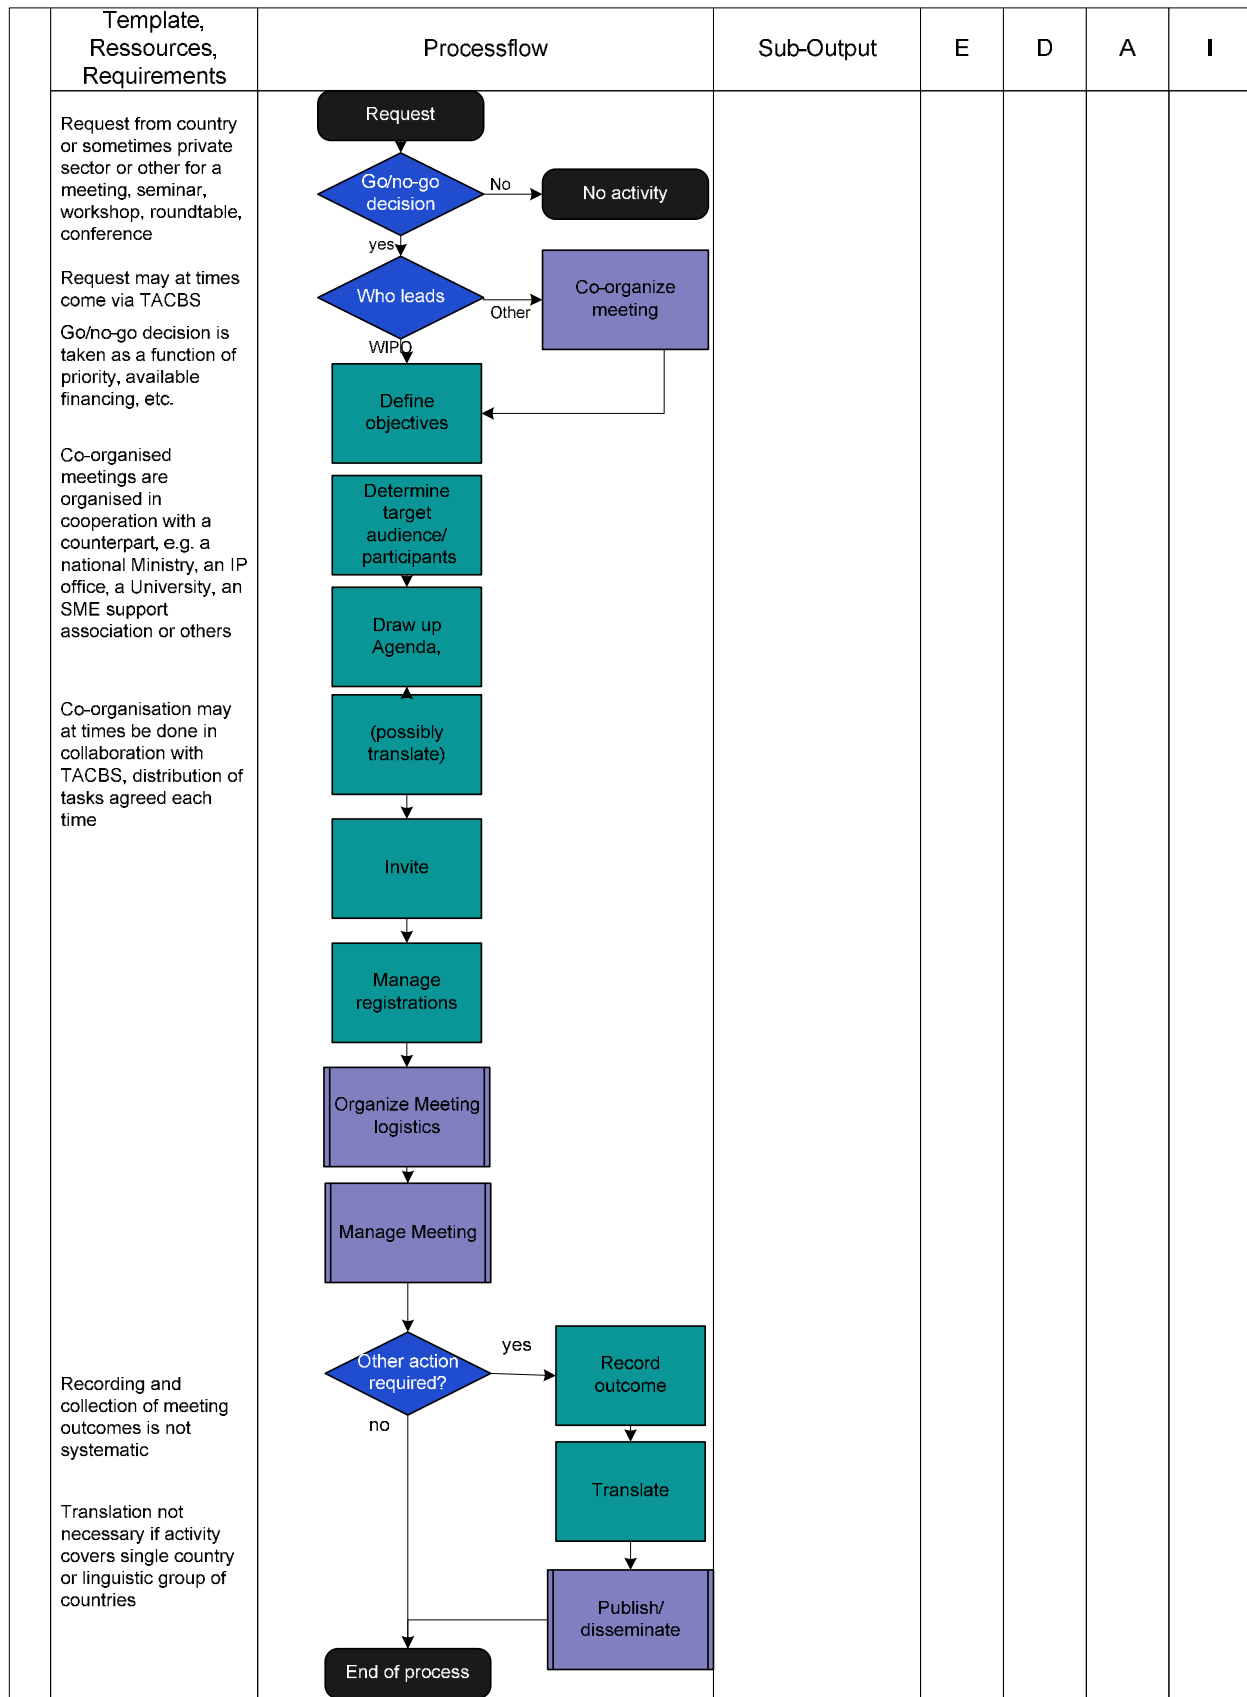 Template,
Ressources,
Requirements
Processflow
Sub-Output
E
D
A
I
Request from country
or sometimes private
sector or other for a
meeting, seminar,
workshop, roundtable,
conference
Request may at times
come via TACBS
Go/no-go decision is
taken as a function of
priority, available
financing, etc.
Co-organised
meetings are
organised in
cooperation with a
counterpart, e.g. a
national Ministry, an IP
office, a University, an
SME support
association or others
Co-organisation may
at times be done in
collaboration with
TACBS, distribution of
tasks agreed each
time
Recording and
collection of meeting
outcomes is not
systematic
Translation not
necessary if activity
covers single country
or linguistic group of
countries
Request
Go/no-go
decision
No
No activity
yes
Who leads
Other
Co-organize
meeting
WIPO
Define
objectives
Determine
target
audience/
participants
Draw up
Agenda,
(possibly
translate)
Invite
Manage
registrations
Organize Meeting
logistics
Manage Meeting
Other action
required?
yes
Record
outcome
no
Translate
Publish/
disseminate
End of process